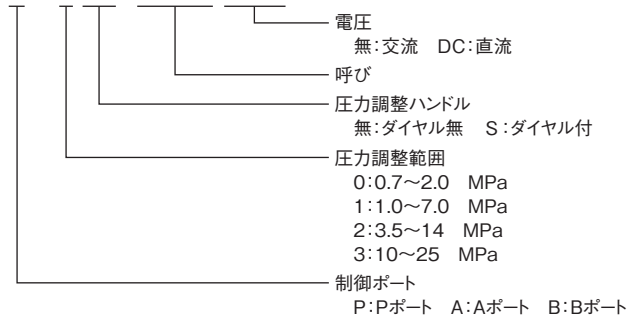 電圧
無:交流 DC:直流
呼び
圧力調整ハンドル
無:ダイヤル無 S:ダイヤル付
圧力調整範囲
0:0.7～2.0 MPa
1:1.0～7.0 MPa
2:3.5～14 MPa
3:10～25 MPa
制御ポート
P:Pポート A:Aポート B:Bポート